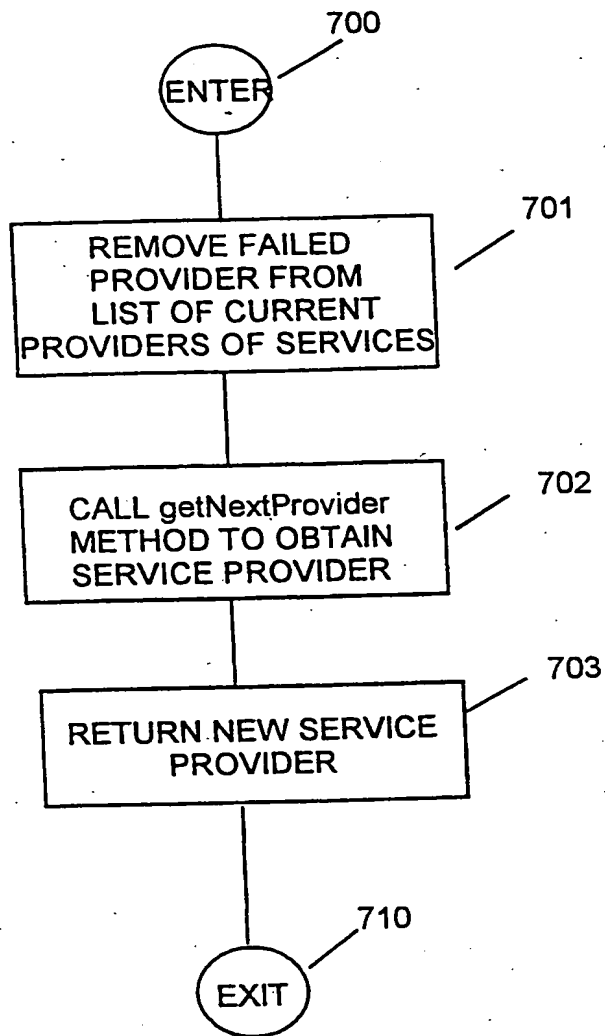 700
ENTER
701
REMOVE FAILED
PROVIDER FROM
LIST OF CURRENT
PROVIDERS OF SERVICES
702
CALL getNextProvider
METHOD TO OBTAIN
SERVICE PROVIDER
703
RETURN NEW SERVICE
PROVIDER
710
EXIT